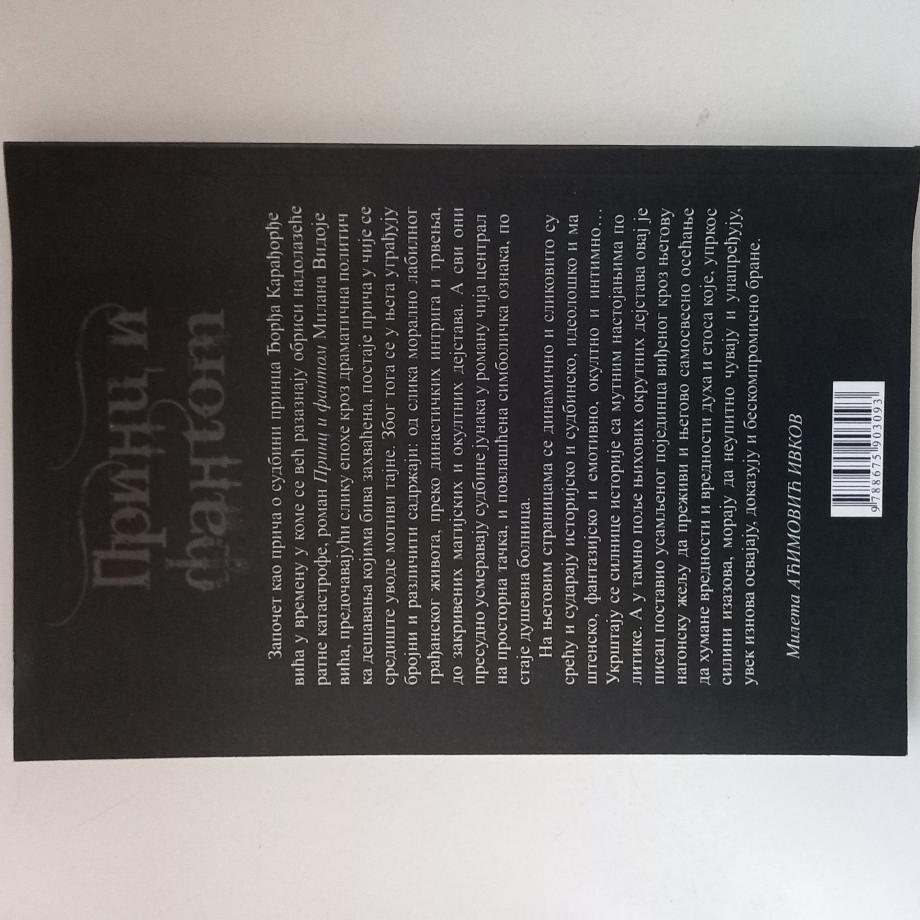 Принц и
фантом
Започет као прича о судбини принца Ђорђа Карађорђе
вића у времену у коме се већ разазнају обриси надолазеће
ратне катастрофе, роман Принц и фантом Милана Видоје
вића, предочавајући слику епохе кроз драматична политич
ка дешавања којима бива захваћена, постаје прича у чије се
средиште уводе мотиви тајне. Због тога се у њега уграђују
бројни и различити садржаји: од слика морално лабилног
грађанског живота, преко династичких интрига и трвења,
до закривених магијских и окултних дејстава. А сви они
пресудно усмеравају судбине јунака у роману чија централ
на просторна тачка, и повлашћена симболичка ознака, по
стаје душевна болница.
На његовим страницама се динамично и сликовито су
срећу и сударају историјско и судбинско, идеолошко и ма
штенско, фантазијско и емотивно, окултно и интимно...
Укрштају се силнице историје са мутним настојањима по
литике. А у тамно поље њихових окрутних дејстава овај је
писац поставио усамљеног појединца виђеног кроз његову
нагонску жељу да преживи и његово самосвесно осећање
да хумане вредности и вредности духа и етоса које, упркос
силини изазова, морају да неупитно чувају и унапређују,
увек изнова освајају, доказују и бескомпромисно бране.
Милета АЋИМОВИЋ ИВКОВ
9788675903093